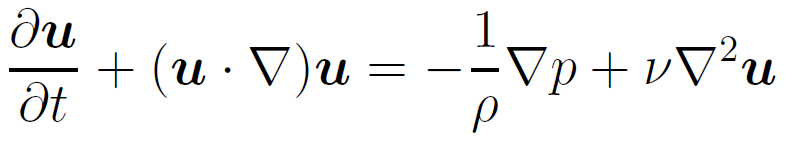 ∂𝒖/∂t + (𝒖 · ∇)𝒖 = −1/ρ ∇p + ν∇²𝒖